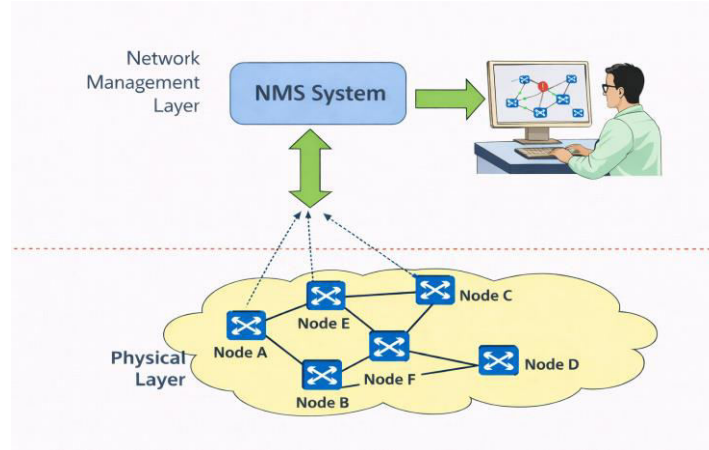 Network
Management
Layer
NMS System
!
Node C
Node E
Node A
Physical
Layer
Node D
Node F
Node B